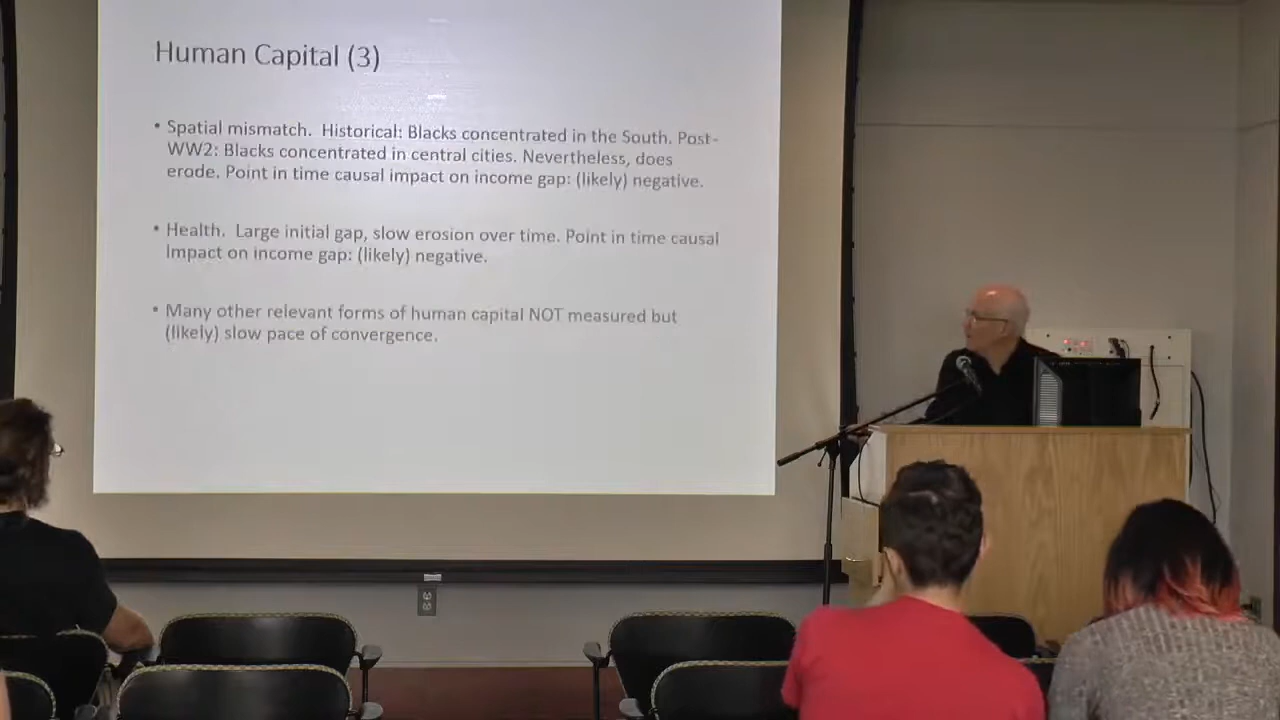 Human Capital (3)
• Spatial mismatch. Historical: Blacks concentrated in the South. Post-
WW2: Blacks concentrated in central cities. Nevertheless, does
erode. Point in time causal impact on income gap: (likely) negative.
• Health. Large initial gap, slow erosion over time. Point in time causal
impact on income gap: (likely) negative.
• Many other relevant forms of human capital NOT measured but
(likely) slow pace of convergence.